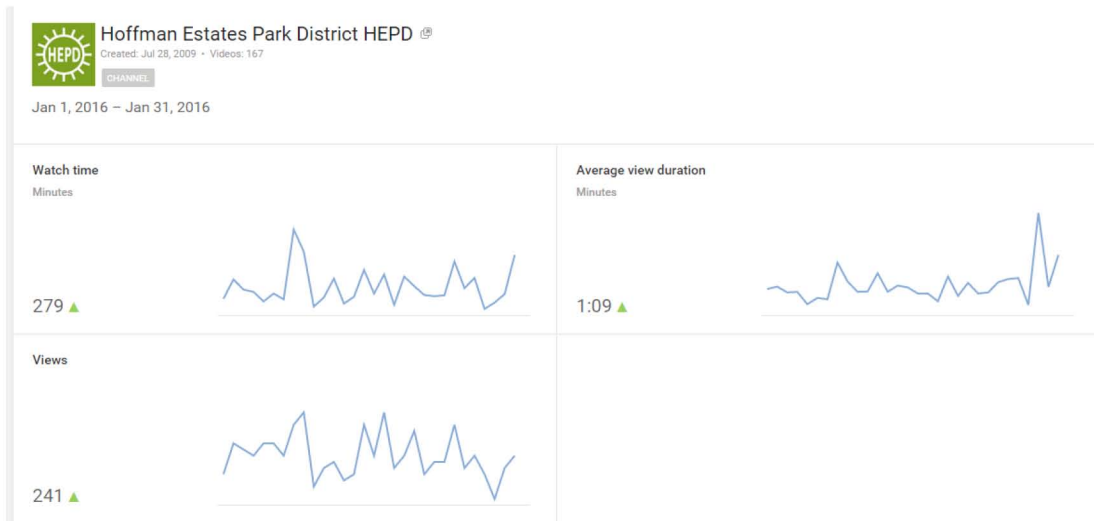 HEPD
Hoffman Estates Park District HEPD
Created: Jul 28, 2009 • Videos: 167
CHANNEL
Jan 1, 2016 – Jan 31, 2016
Watch time
Minutes
279
Average view duration
Minutes
1:09
Views
241